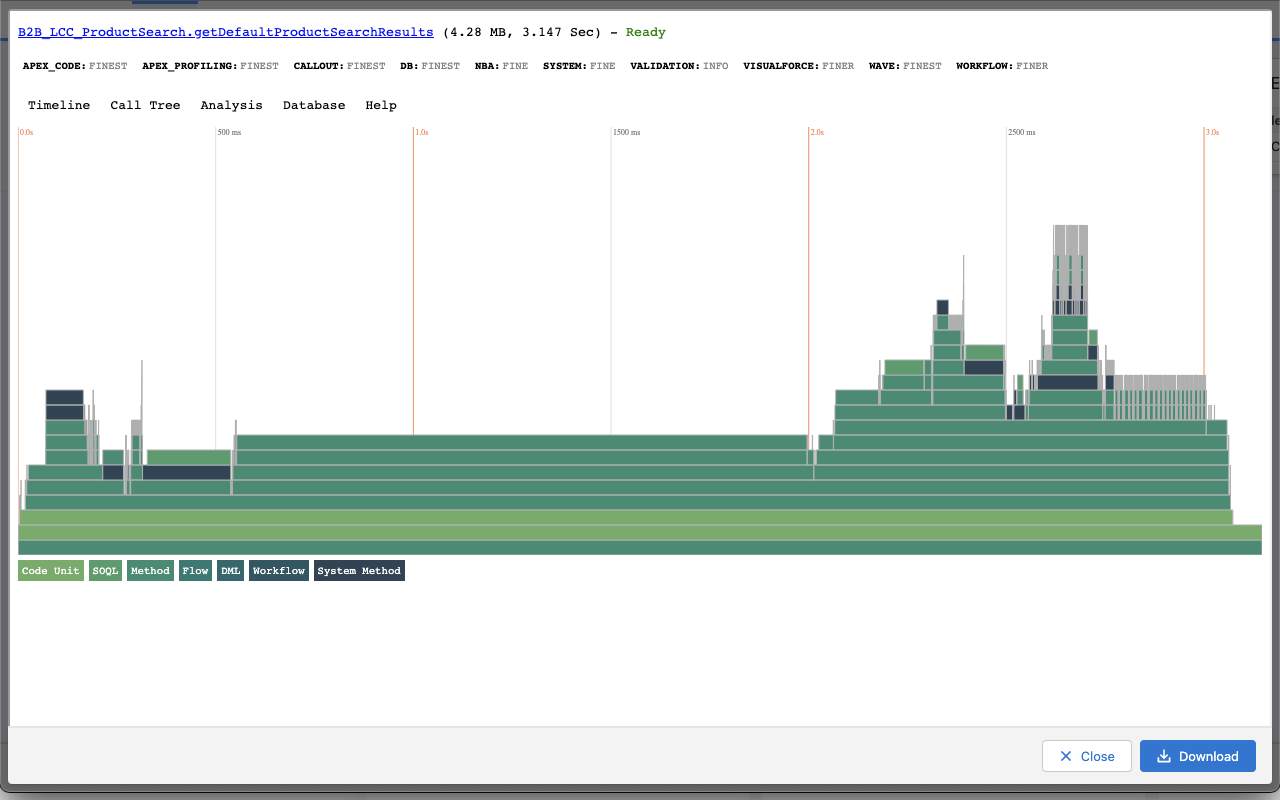 B2B_LCC_ProductSearch.getDefaultProductSearchResults (4.28 MB, 3.147 Sec) - Ready
APEX_CODE: FINEST APEX_PROFILING: FINEST CALLOUT: FINEST DB: FINEST NBA: FINE SYSTEM: FINE VALIDATION: INFO VISUALFORCE: FINER WAVE: FINEST WORKFLOW: FINER
Timeline Call Tree Analysis Database Help
0.0s 500 ms 1.0s 1500 ms 2.0s 2500 ms 3.0s
Code Unit SOQL Method Flow DML Workflow System Method
Close Download